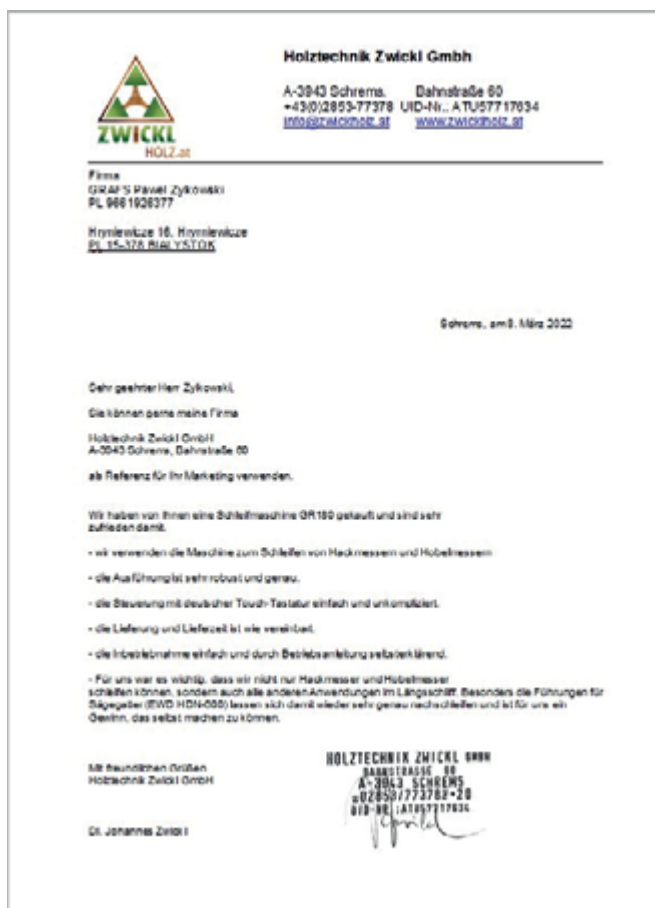 ZWICKL
HOLZ.at
Holztechnik Zwickl Gmbh
A-3943 Schrems, Bahnstraße 60
+43(0)2853-77378 UID-Nr.: ATU57717634
info@zwicklholz.at www.zwicklholz.at
Firma
GRAFS Pawel Zylkowski
PL 9661926377
Hryniewicze 16, Hryniewicze
PL 15-378 BIALYSTOK
Schrems, am 8. März 2022
Sehr geehrter Herr Zylkowski,
Sie können gerne meine Firma
Holztechnik Zwickl GmbH
A-3943 Schrems, Bahnstraße 60
als Referenz für Ihr Marketing verwenden.
Wir haben von Ihnen eine Schleifmaschine GR180 gekauft und sind sehr
zufrieden damit.
- wir verwenden die Maschine zum Schleifen von Hackmessern und Hobelmessern
- die Ausführung ist sehr robust und genau.
- die Steuerung mit deutscher Touch-Tastatur einfach und unkompliziert.
- die Lieferung und Lieferzeit ist wie vereinbart.
- die Inbetriebnahme einfach und durch Betriebsanleitung selbsterklärend.
- Für uns war es wichtig, dass wir nicht nur Hackmesser und Hobelmesser
schleifen können, sondern auch alle anderen Anwendungen im Längsschliff. Besonders die Führungen für
Sägegatter (EWD HDN-600) lassen sich damit wieder sehr genau nachschleifen und ist für uns ein
Gewinn, das selbst machen zu können.
Mit freundlichen Grüßen
Holztechnik Zwickl GmbH
DI. Johannes Zwickl
HOLZTECHNIK ZWICKL GMBH
BAHNSTRASSE 60
A-3943 SCHREMS
UID-NR.:ATU57717634